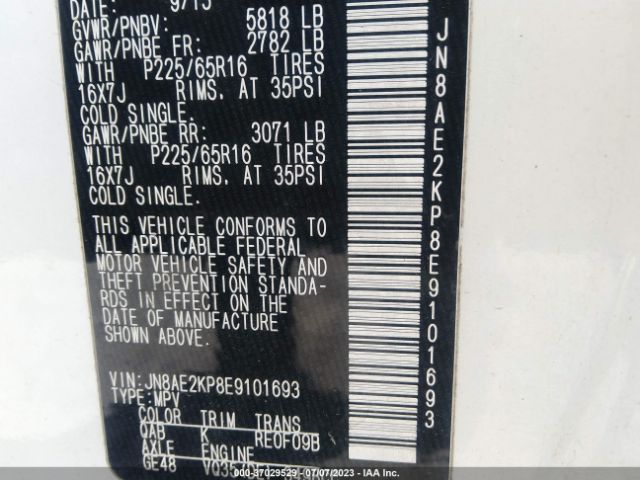 DATE: 9/13
GVWR/PNBV: 5818 LB
GAWR/PNBE FR: 2782 LB
WITH P225/65R16 TIRES
16X7J RIMS. AT 35PSI
COLD SINGLE.
GAWR/PNBE RR: 3071 LB
WITH P225/65R16 TIRES
16X7J RIMS. AT 35PSI
COLD SINGLE.
THIS VEHICLE CONFORMS TO
ALL APPLICABLE FEDERAL
MOTOR VEHICLE SAFETY AND
THEFT PREVENTION STANDA-
RDS IN EFFECT ON THE
DATE OF MANUFACTURE
SHOWN ABOVE.
VIN: JN8AE2KP8E9101693
TYPE: MPV
COLOR TRIM TRANS
QAB K RE0F09B
AXLE ENGINE
GE48
JN8AE2KP8E9101693
000-37029529 - 07/07/2023 - IAAI.COM